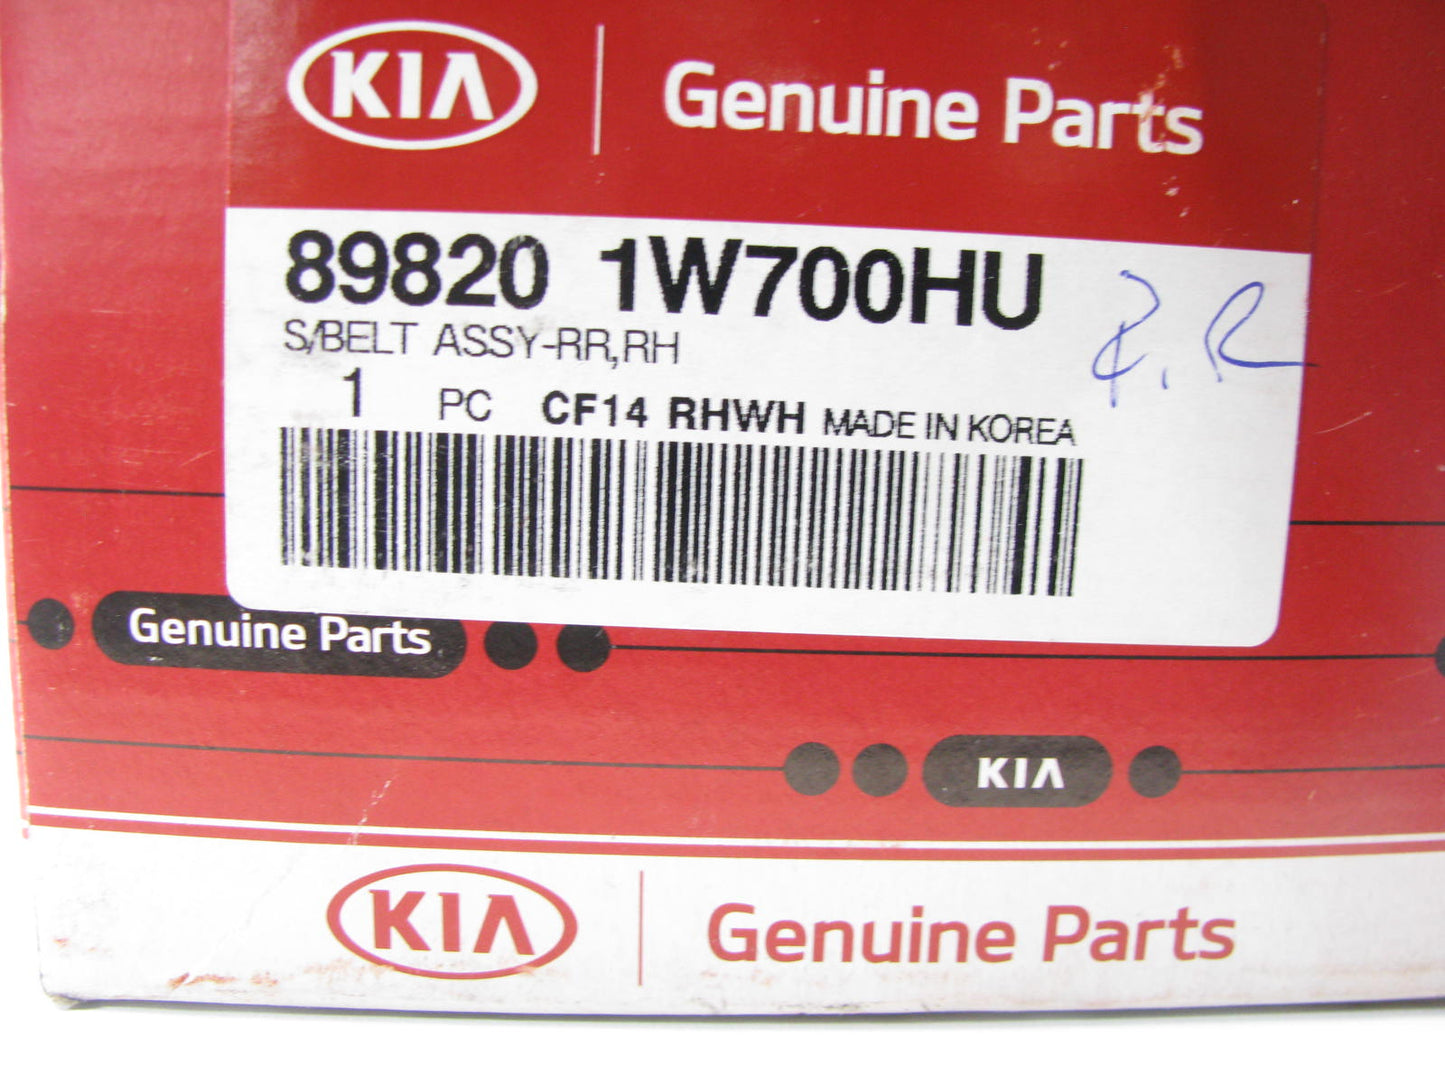 KIA Genuine Parts
89820 1W700HU
S/BELT ASSY-RR,RH
R.R
1 PC CF14 RHWH MADE IN KOREA
Genuine Parts
KIA
KIA Genuine Parts